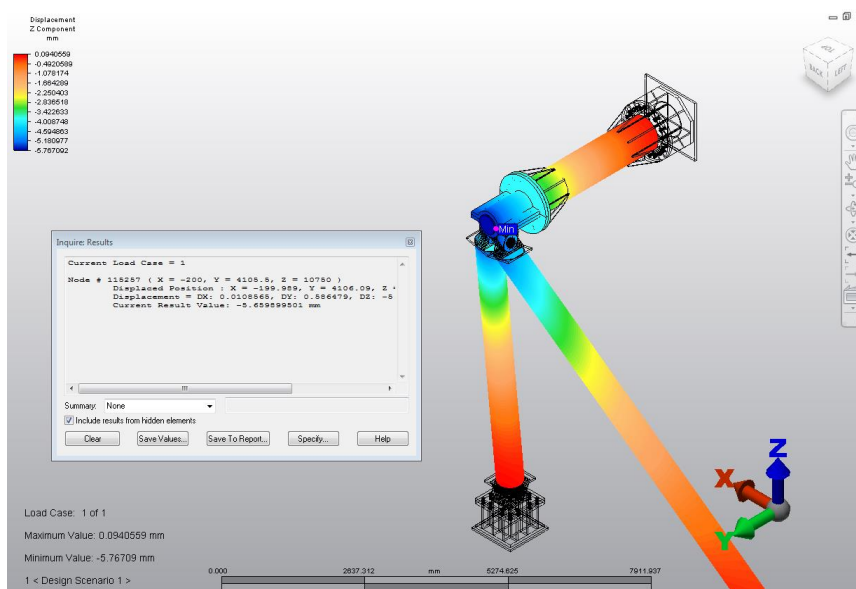 Displacement
Z Component
mm
0.0940559
-0.4920589
-1.078174
-1.664289
-2.250403
-2.836518
-3.422633
-4.008748
-4.594863
-5.180977
-5.767092
TOP
BACK
LEFT
Min
Inquire: Results
Current Load Case = 1
Node # 115257 ( X = -200, Y = 4105.5, Z = 10750 )
Displaced Position : X = -199.989, Y = 4106.09, Z
Displacement = DX: 0.0108565, DY: 0.586479, DZ: -5
Current Result Value: -5.659899501 mm
Summary: None
Include results from hidden elements
Clear Save Values... Save To Report... Specify... Help
Z
X
Y
Load Case: 1 of 1
Maximum Value: 0.0940559 mm
Minimum Value: -5.76709 mm
0.000 2637.312 mm 5274.625 7911.937
1 < Design Scenario 1 >